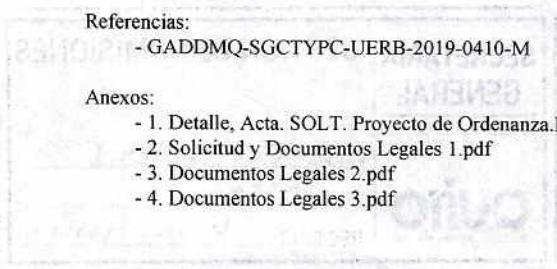 Referencias:
- GADDMQ-SGCTYPC-UERB-2019-0410-M
Anexos:
- 1. Detalle, Acta. SOLT. Proyecto de Ordenanza.
- 2. Solicitud y Documentos Legales 1.pdf
- 3. Documentos Legales 2.pdf
- 4. Documentos Legales 3.pdf